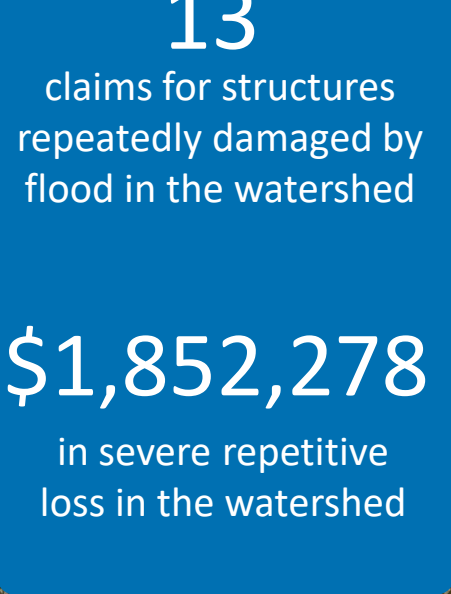 13
claims for structures
repeatedly damaged by
flood in the watershed
$1,852,278
in severe repetitive
loss in the watershed